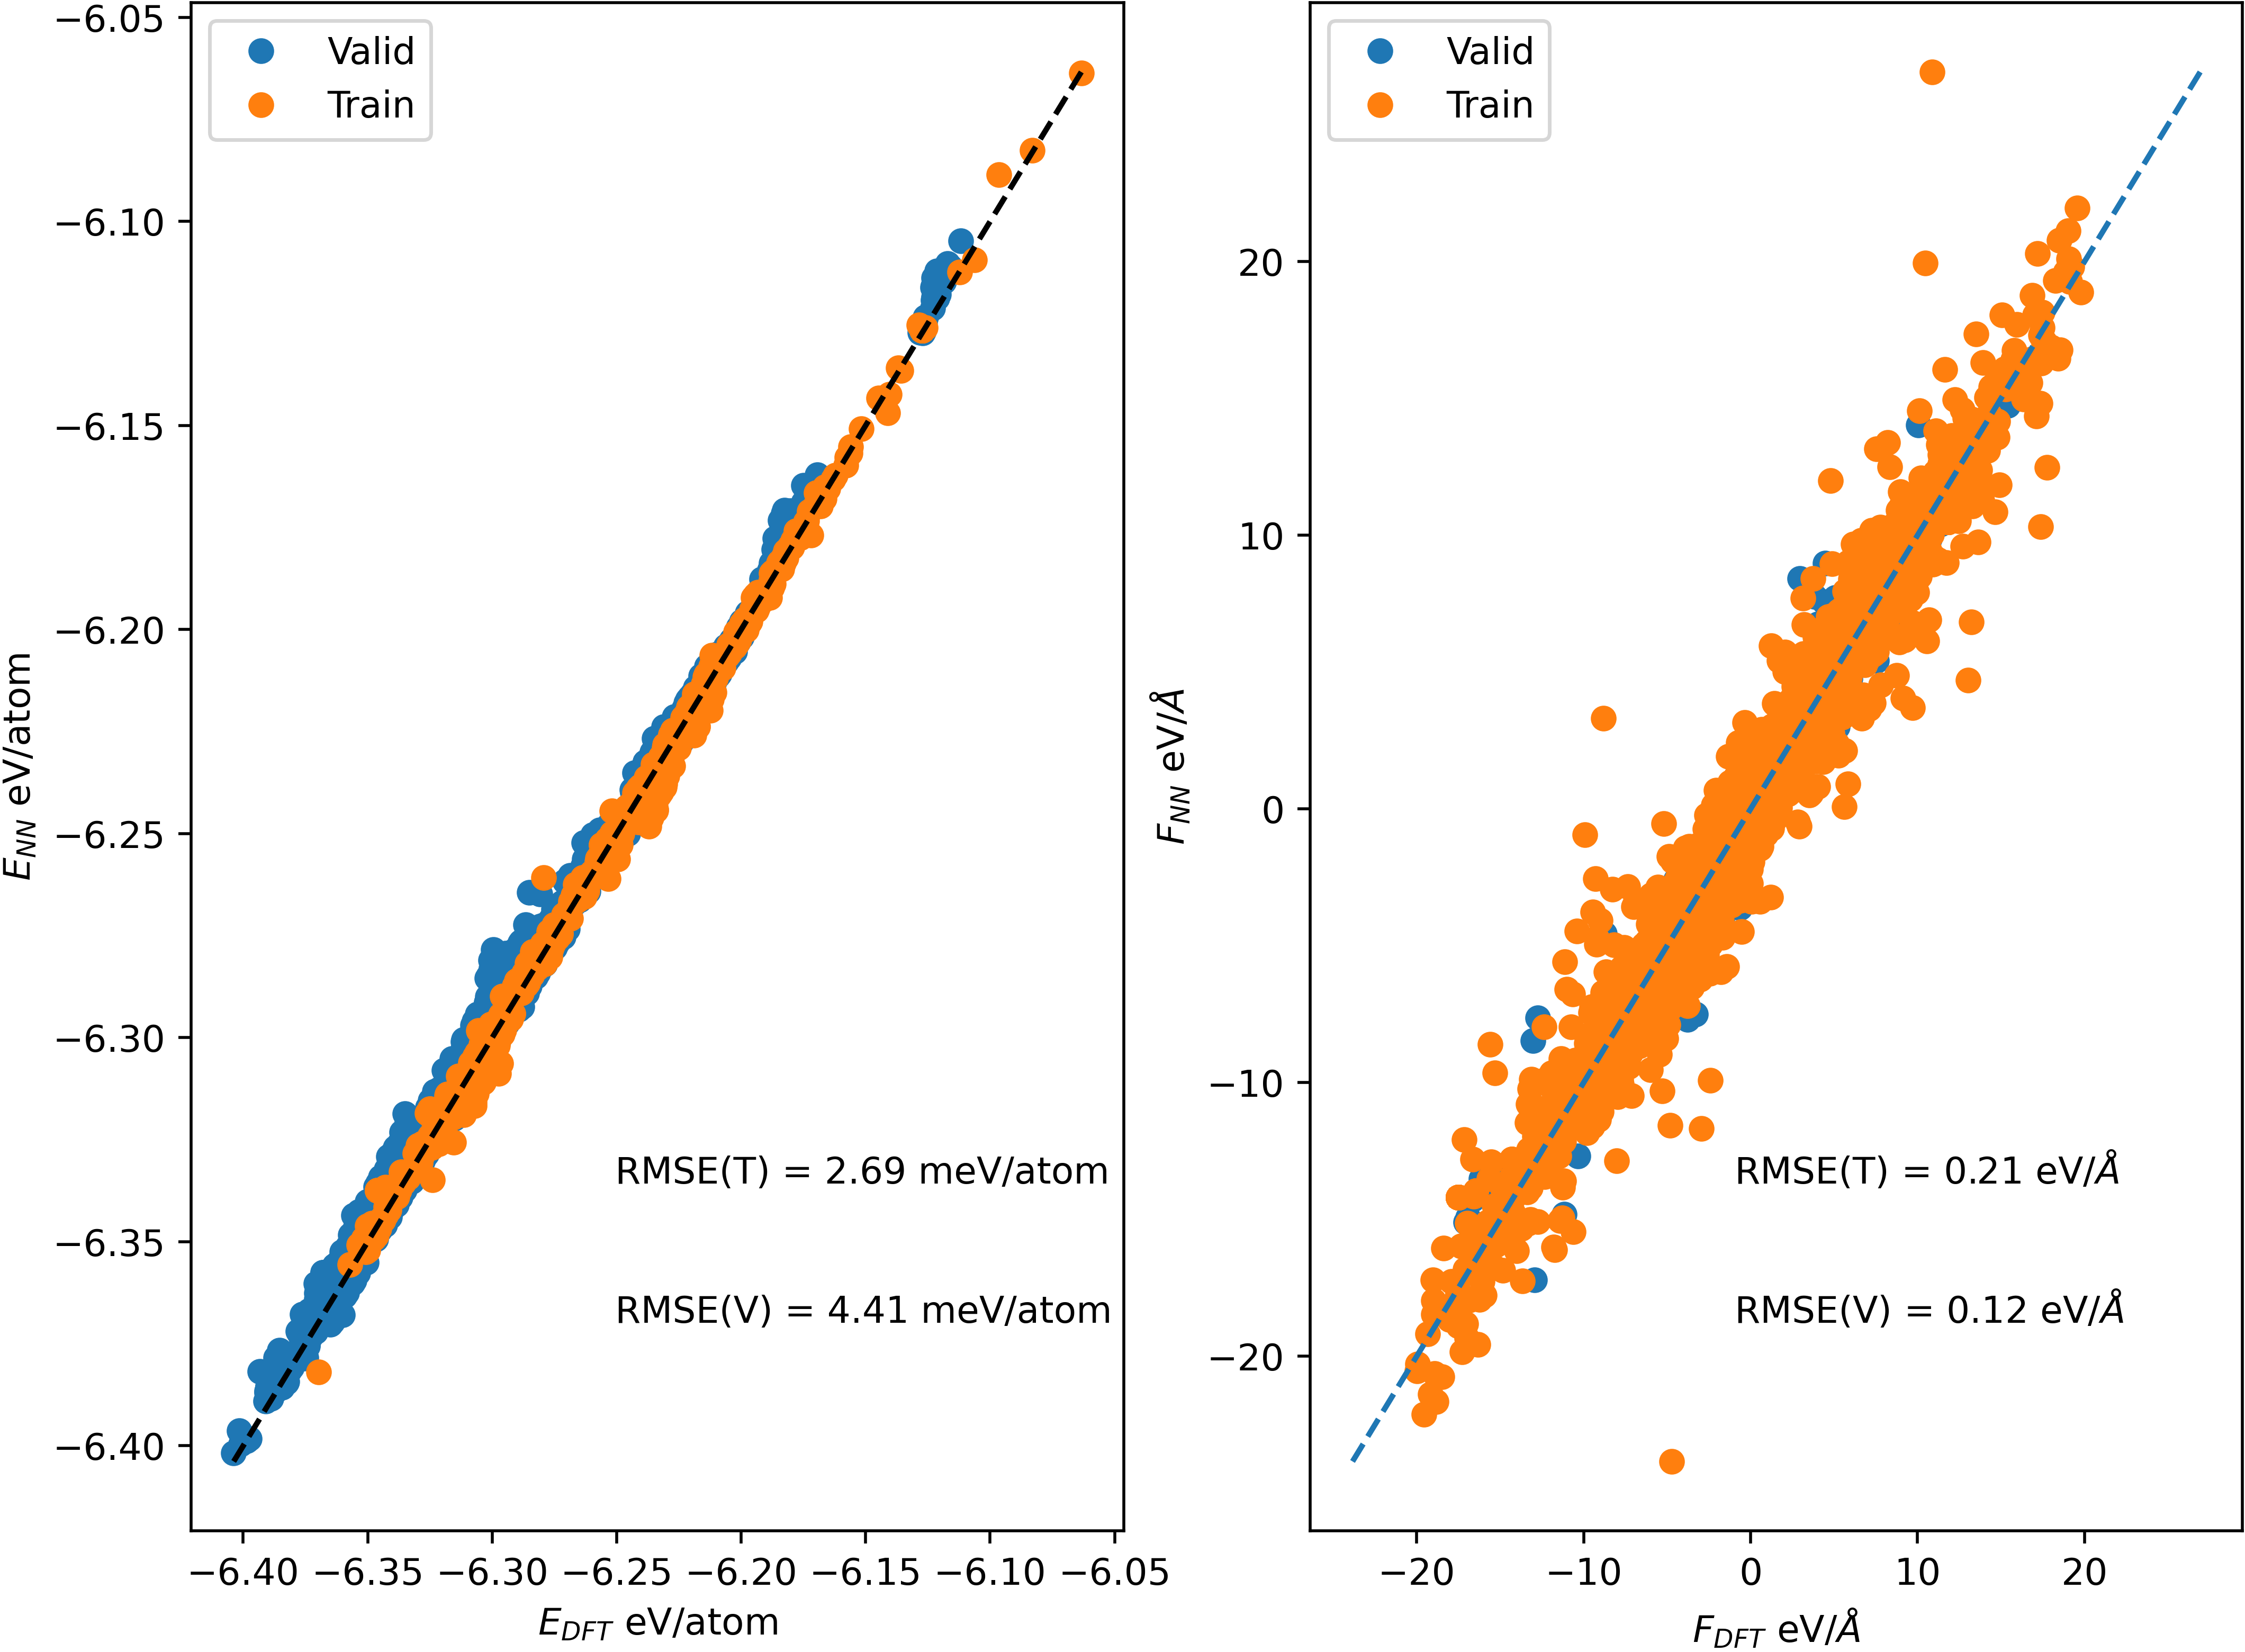 Valid
Train
−6.05
−6.10
−6.15
−6.20
−6.25
−6.30
−6.35
−6.40
E_NN eV/atom
RMSE(T) = 2.69 meV/atom
RMSE(V) = 4.41 meV/atom
−6.40 −6.35 −6.30 −6.25 −6.20 −6.15 −6.10 −6.05
E_DFT eV/atom
Valid
Train
20
10
0
−10
−20
F_NN eV/Å
RMSE(T) = 0.21 eV/Å
RMSE(V) = 0.12 eV/Å
−20 −10 0 10 20
F_DFT eV/Å